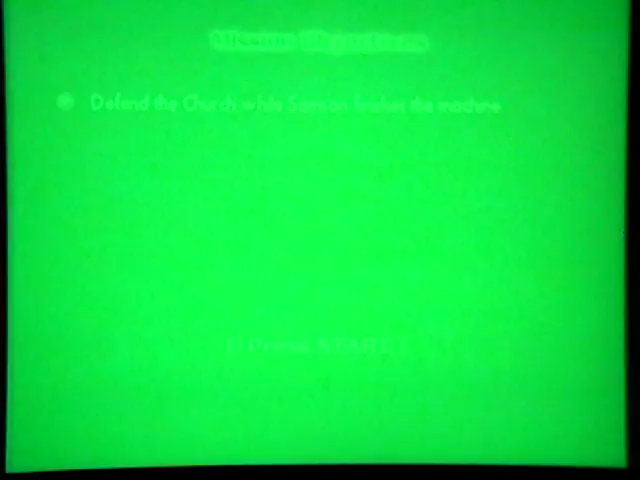 Mission Objectives
Defend the Church while Samson finishes the machine
Press START